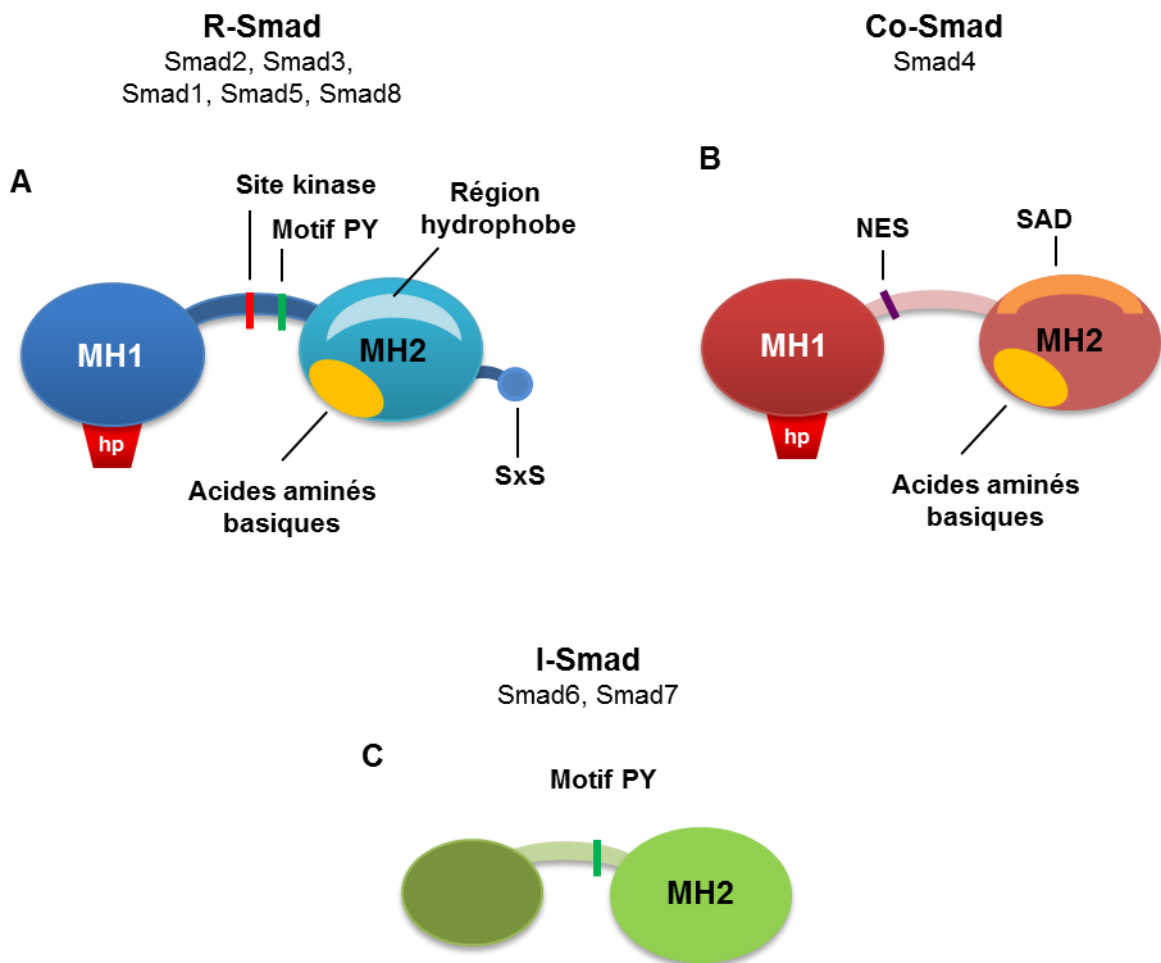 R-Smad
Smad2, Smad3,
Smad1, Smad5, Smad8
Co-Smad
Smad4
A
Site kinase
Motif PY
Région
hydrophobe
MH1
MH2
hp
Acides aminés
basiques
SxS
B
NES
SAD
MH1
MH2
hp
Acides aminés
basiques
I-Smad
Smad6, Smad7
C
Motif PY
MH2